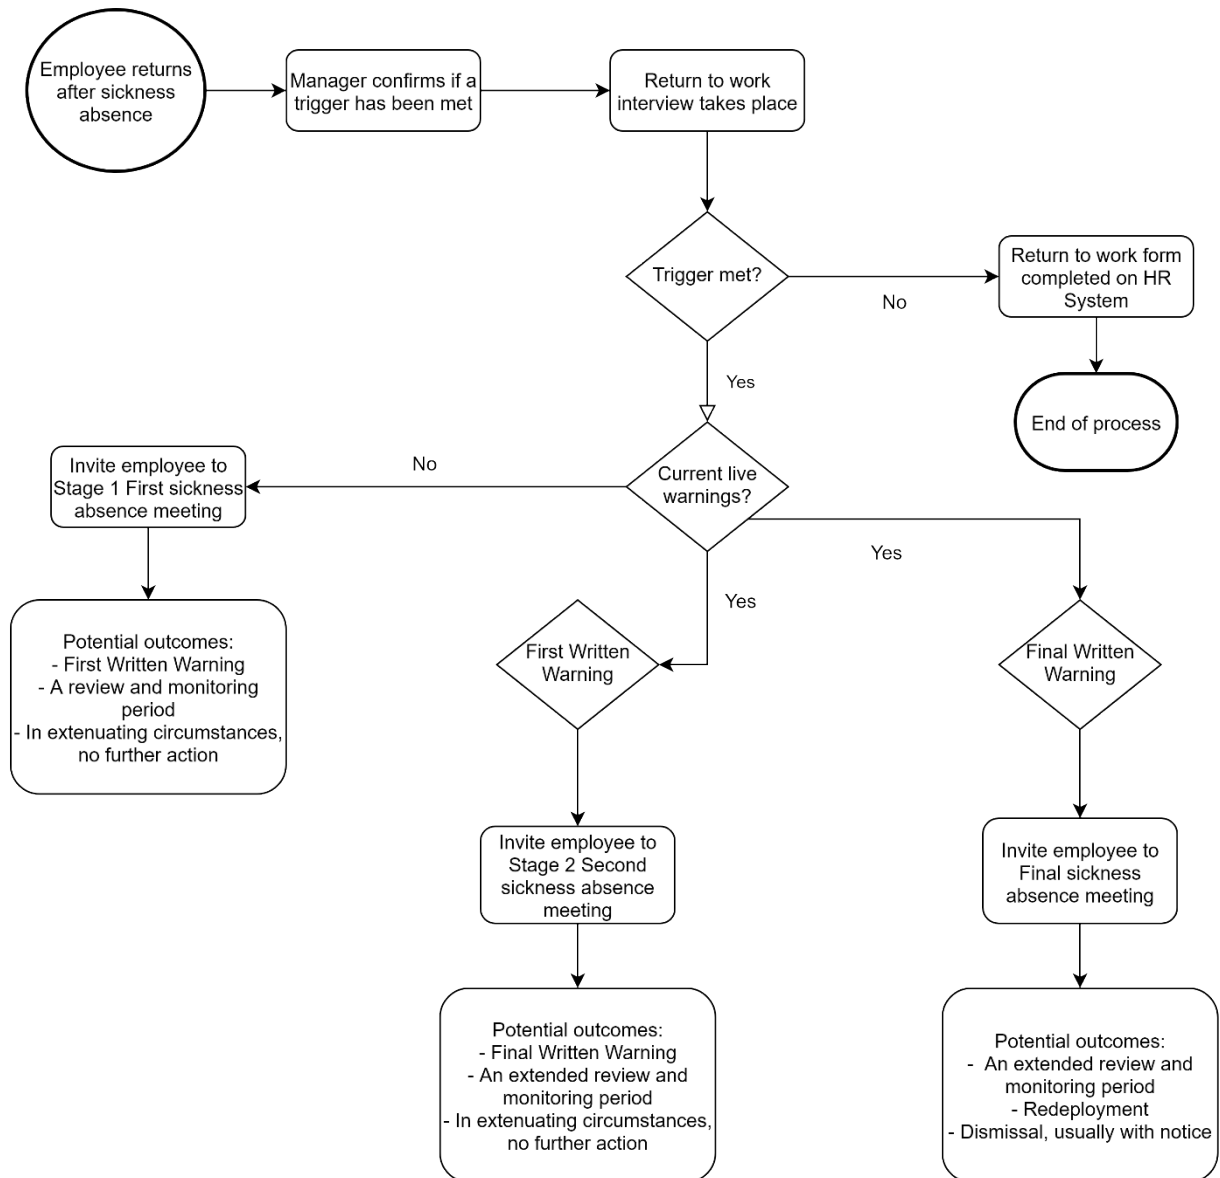 Employee returns
after sickness
absence
Manager confirms if a
trigger has been met
Return to work
interview takes place
Trigger met?
No
Return to work form
completed on HR
System
End of process
Yes
Current live
warnings?
No
Invite employee to
Stage 1 First sickness
absence meeting
Potential outcomes:
- First Written Warning
- A review and monitoring
period
- In extenuating circumstances,
no further action
Yes
First Written
Warning
Invite employee to
Stage 2 Second
sickness absence
meeting
Potential outcomes:
- Final Written Warning
- An extended review and
monitoring period
- In extenuating circumstances,
no further action
Yes
Final Written
Warning
Invite employee to
Final sickness
absence meeting
Potential outcomes:
- An extended review and
monitoring period
- Redeployment
- Dismissal, usually with notice